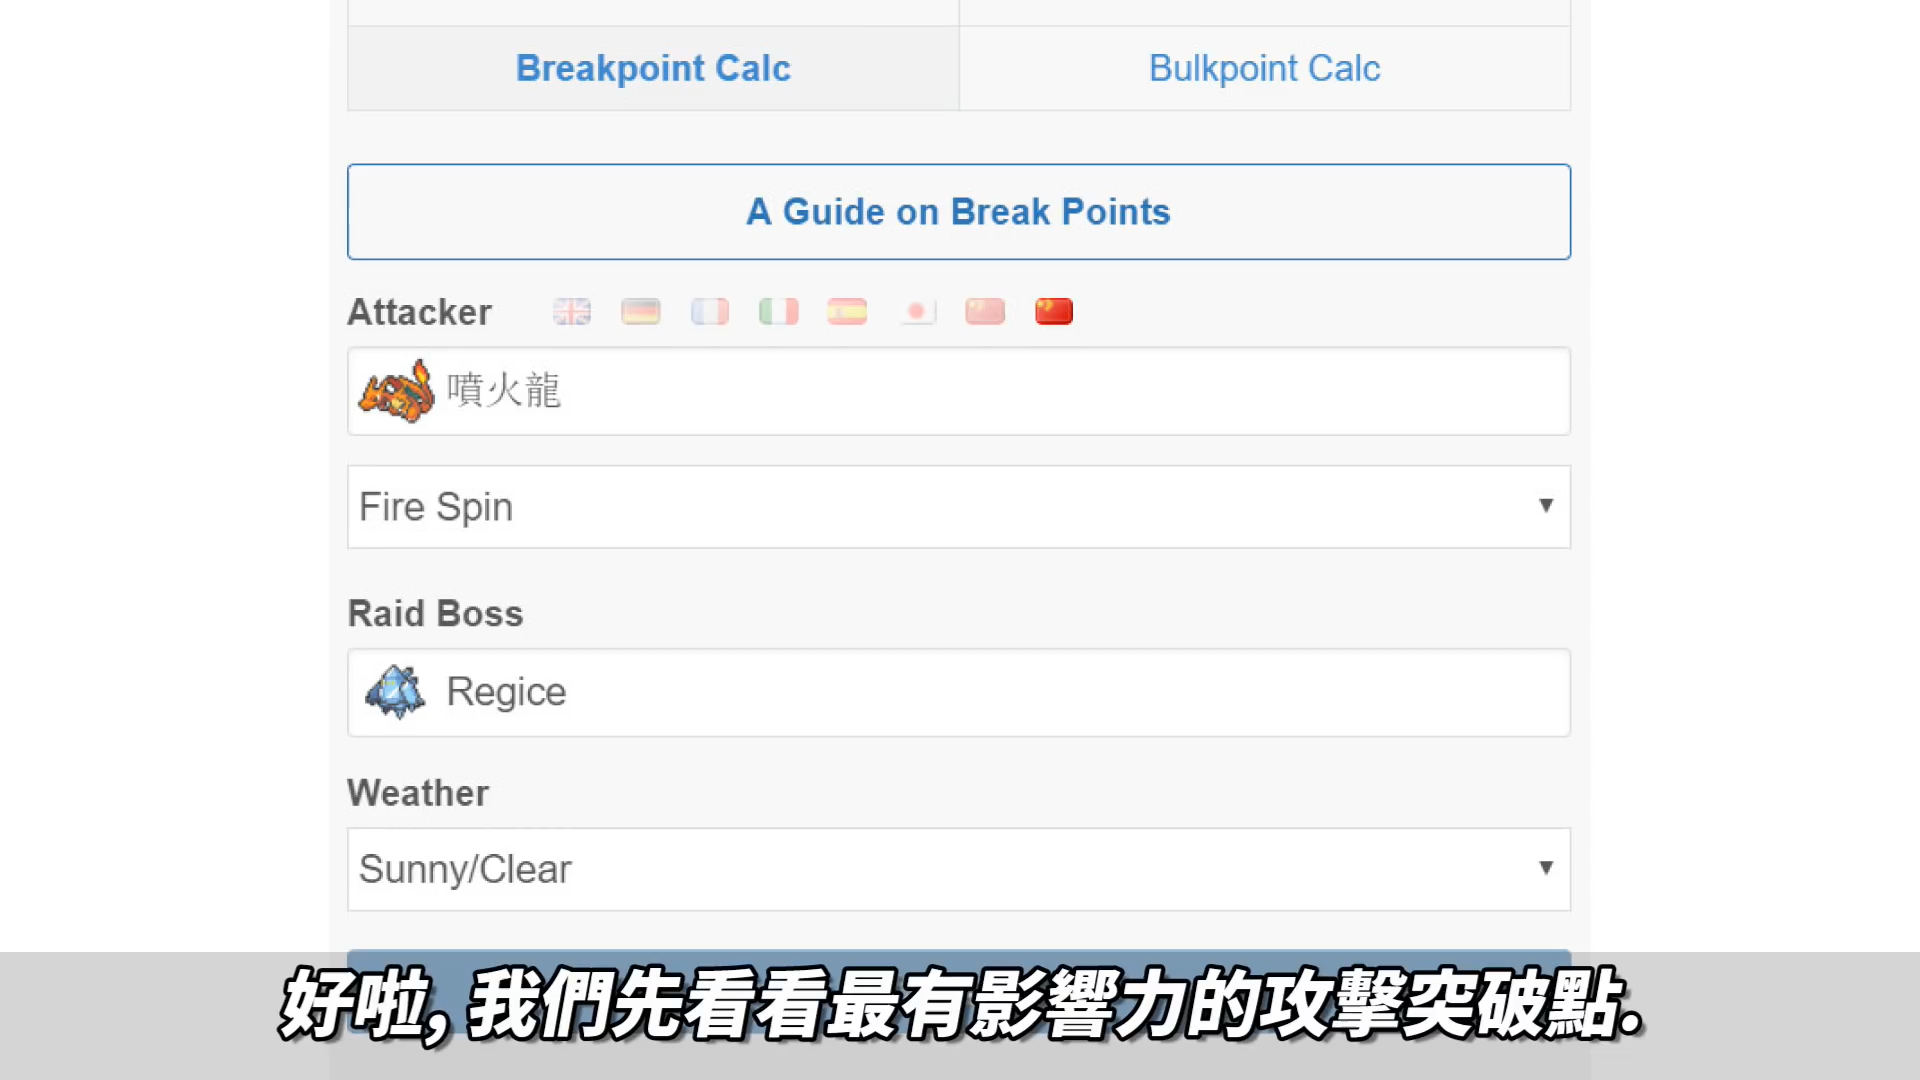 Breakpoint Calc
Bulkpoint Calc
A Guide on Break Points
Attacker
噴火龍
Fire Spin
Raid Boss
Regice
Weather
Sunny/Clear
好啦, 我們先看看最有影響力的攻擊突破點.